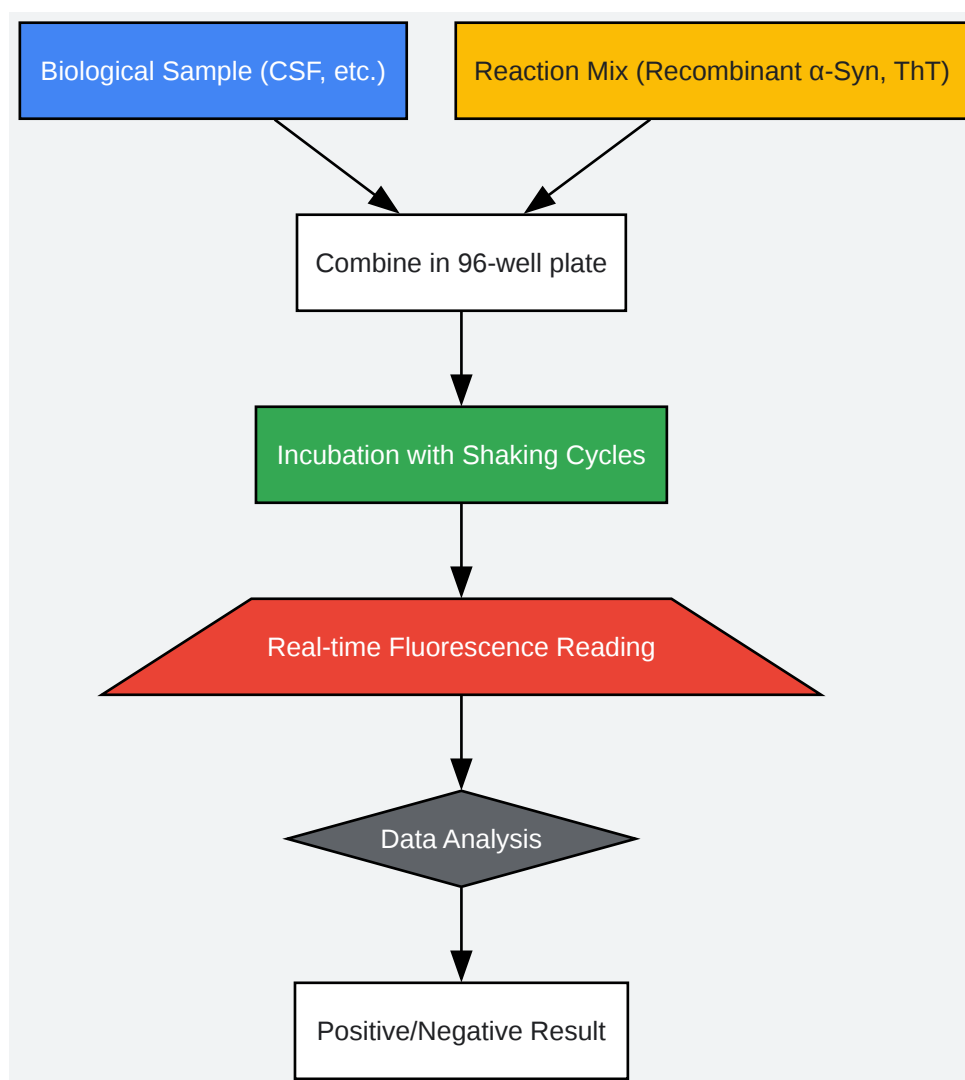 Biological Sample (CSF, etc.)
Reaction Mix (Recombinant α-Syn, ThT)
Combine in 96-well plate
Incubation with Shaking Cycles
Real-time Fluorescence Reading
Data Analysis
Positive/Negative Result